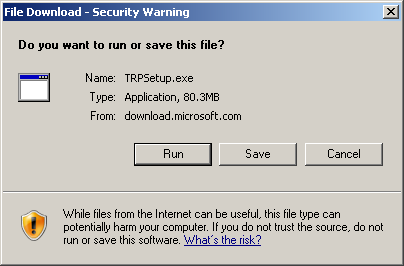 File Download - Security Warning
Do you want to run or save this file?
Name: TRPSetup.exe
Type: Application, 80.3MB
From: download.microsoft.com
Run Save Cancel
While files from the Internet can be useful, this file type can
potentially harm your computer. If you do not trust the source, do not
run or save this software. What's the risk?